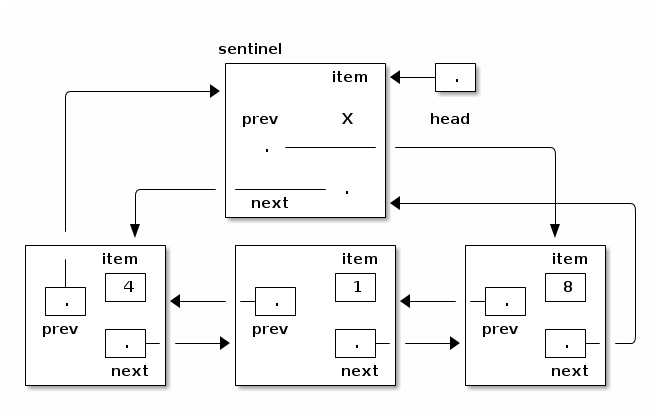 sentinel
item
.
prev X head
.
.
next
item
4
.
prev
.
next
item
1
.
prev
.
next
item
8
.
prev
.
next